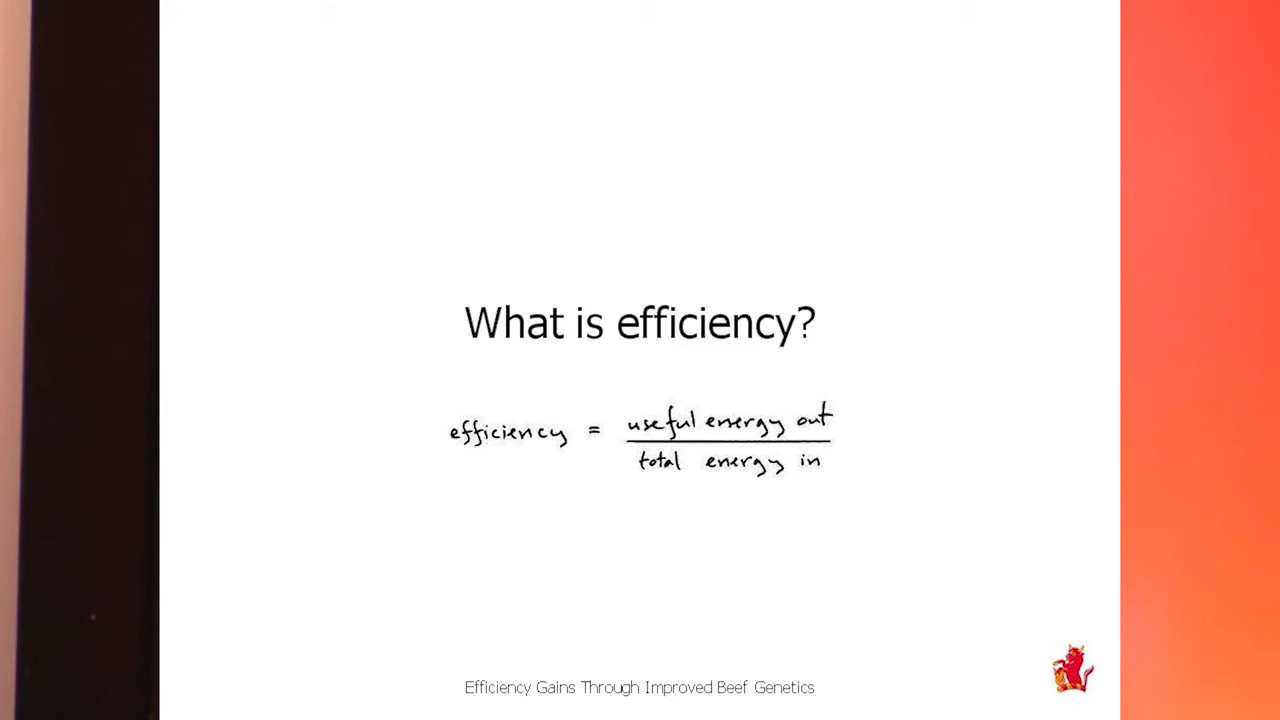 What is efficiency?
efficiency = useful energy out
total energy in
Efficiency Gains Through Improved Beef Genetics